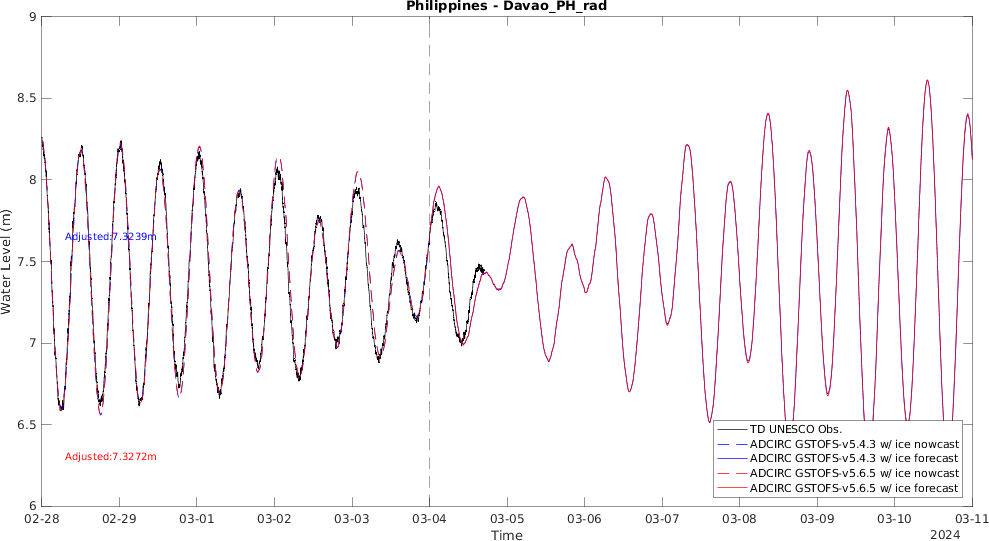 Philippines - Davao_PH_rad
Water Level (m)
9
8.5
8
7.5
7
6.5
6
Adjusted:7.3239m
Adjusted:7.3272m
TD UNESCO Obs.
ADCIRC GSTOFS-v5.4.3 w/ ice nowcast
ADCIRC GSTOFS-v5.4.3 w/ ice forecast
ADCIRC GSTOFS-v5.6.5 w/ ice nowcast
ADCIRC GSTOFS-v5.6.5 w/ ice forecast
02-28 02-29 03-01 03-02 03-03 03-04 03-05 03-06 03-07 03-08 03-09 03-10 03-11
Time
2024